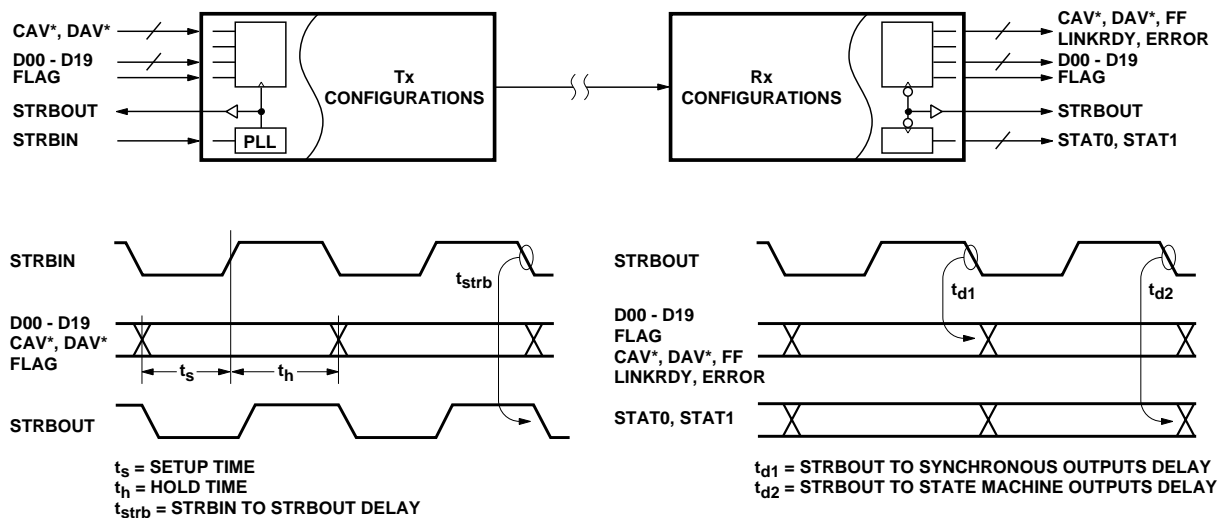 CAV*, DAV*
D00 - D19
FLAG
STRBOUT
STRBIN
PLL
Tx
CONFIGURATIONS
Rx
CONFIGURATIONS
CAV*, DAV*, FF
LINKRDY, ERROR
D00 - D19
FLAG
STRBOUT
STAT0, STAT1
STRBIN
tstrb
D00 - D19
CAV*, DAV*
FLAG
ts
th
STRBOUT
ts = SETUP TIME
th = HOLD TIME
tstrb = STRBIN TO STRBOUT DELAY
STRBOUT
td1
td2
D00 - D19
FLAG
CAV*, DAV*, FF
LINKRDY, ERROR
STAT0, STAT1
td1 = STRBOUT TO SYNCHRONOUS OUTPUTS DELAY
td2 = STRBOUT TO STATE MACHINE OUTPUTS DELAY